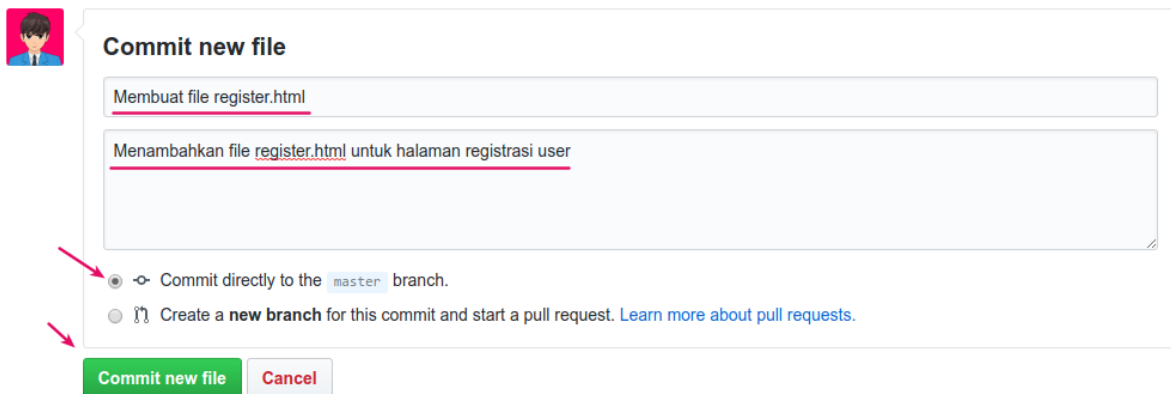 Commit new file
Membuat file register.html
Menambahkan file register.html untuk halaman registrasi user
Commit directly to the master branch.
Create a new branch for this commit and start a pull request. Learn more about pull requests.
Commit new file Cancel